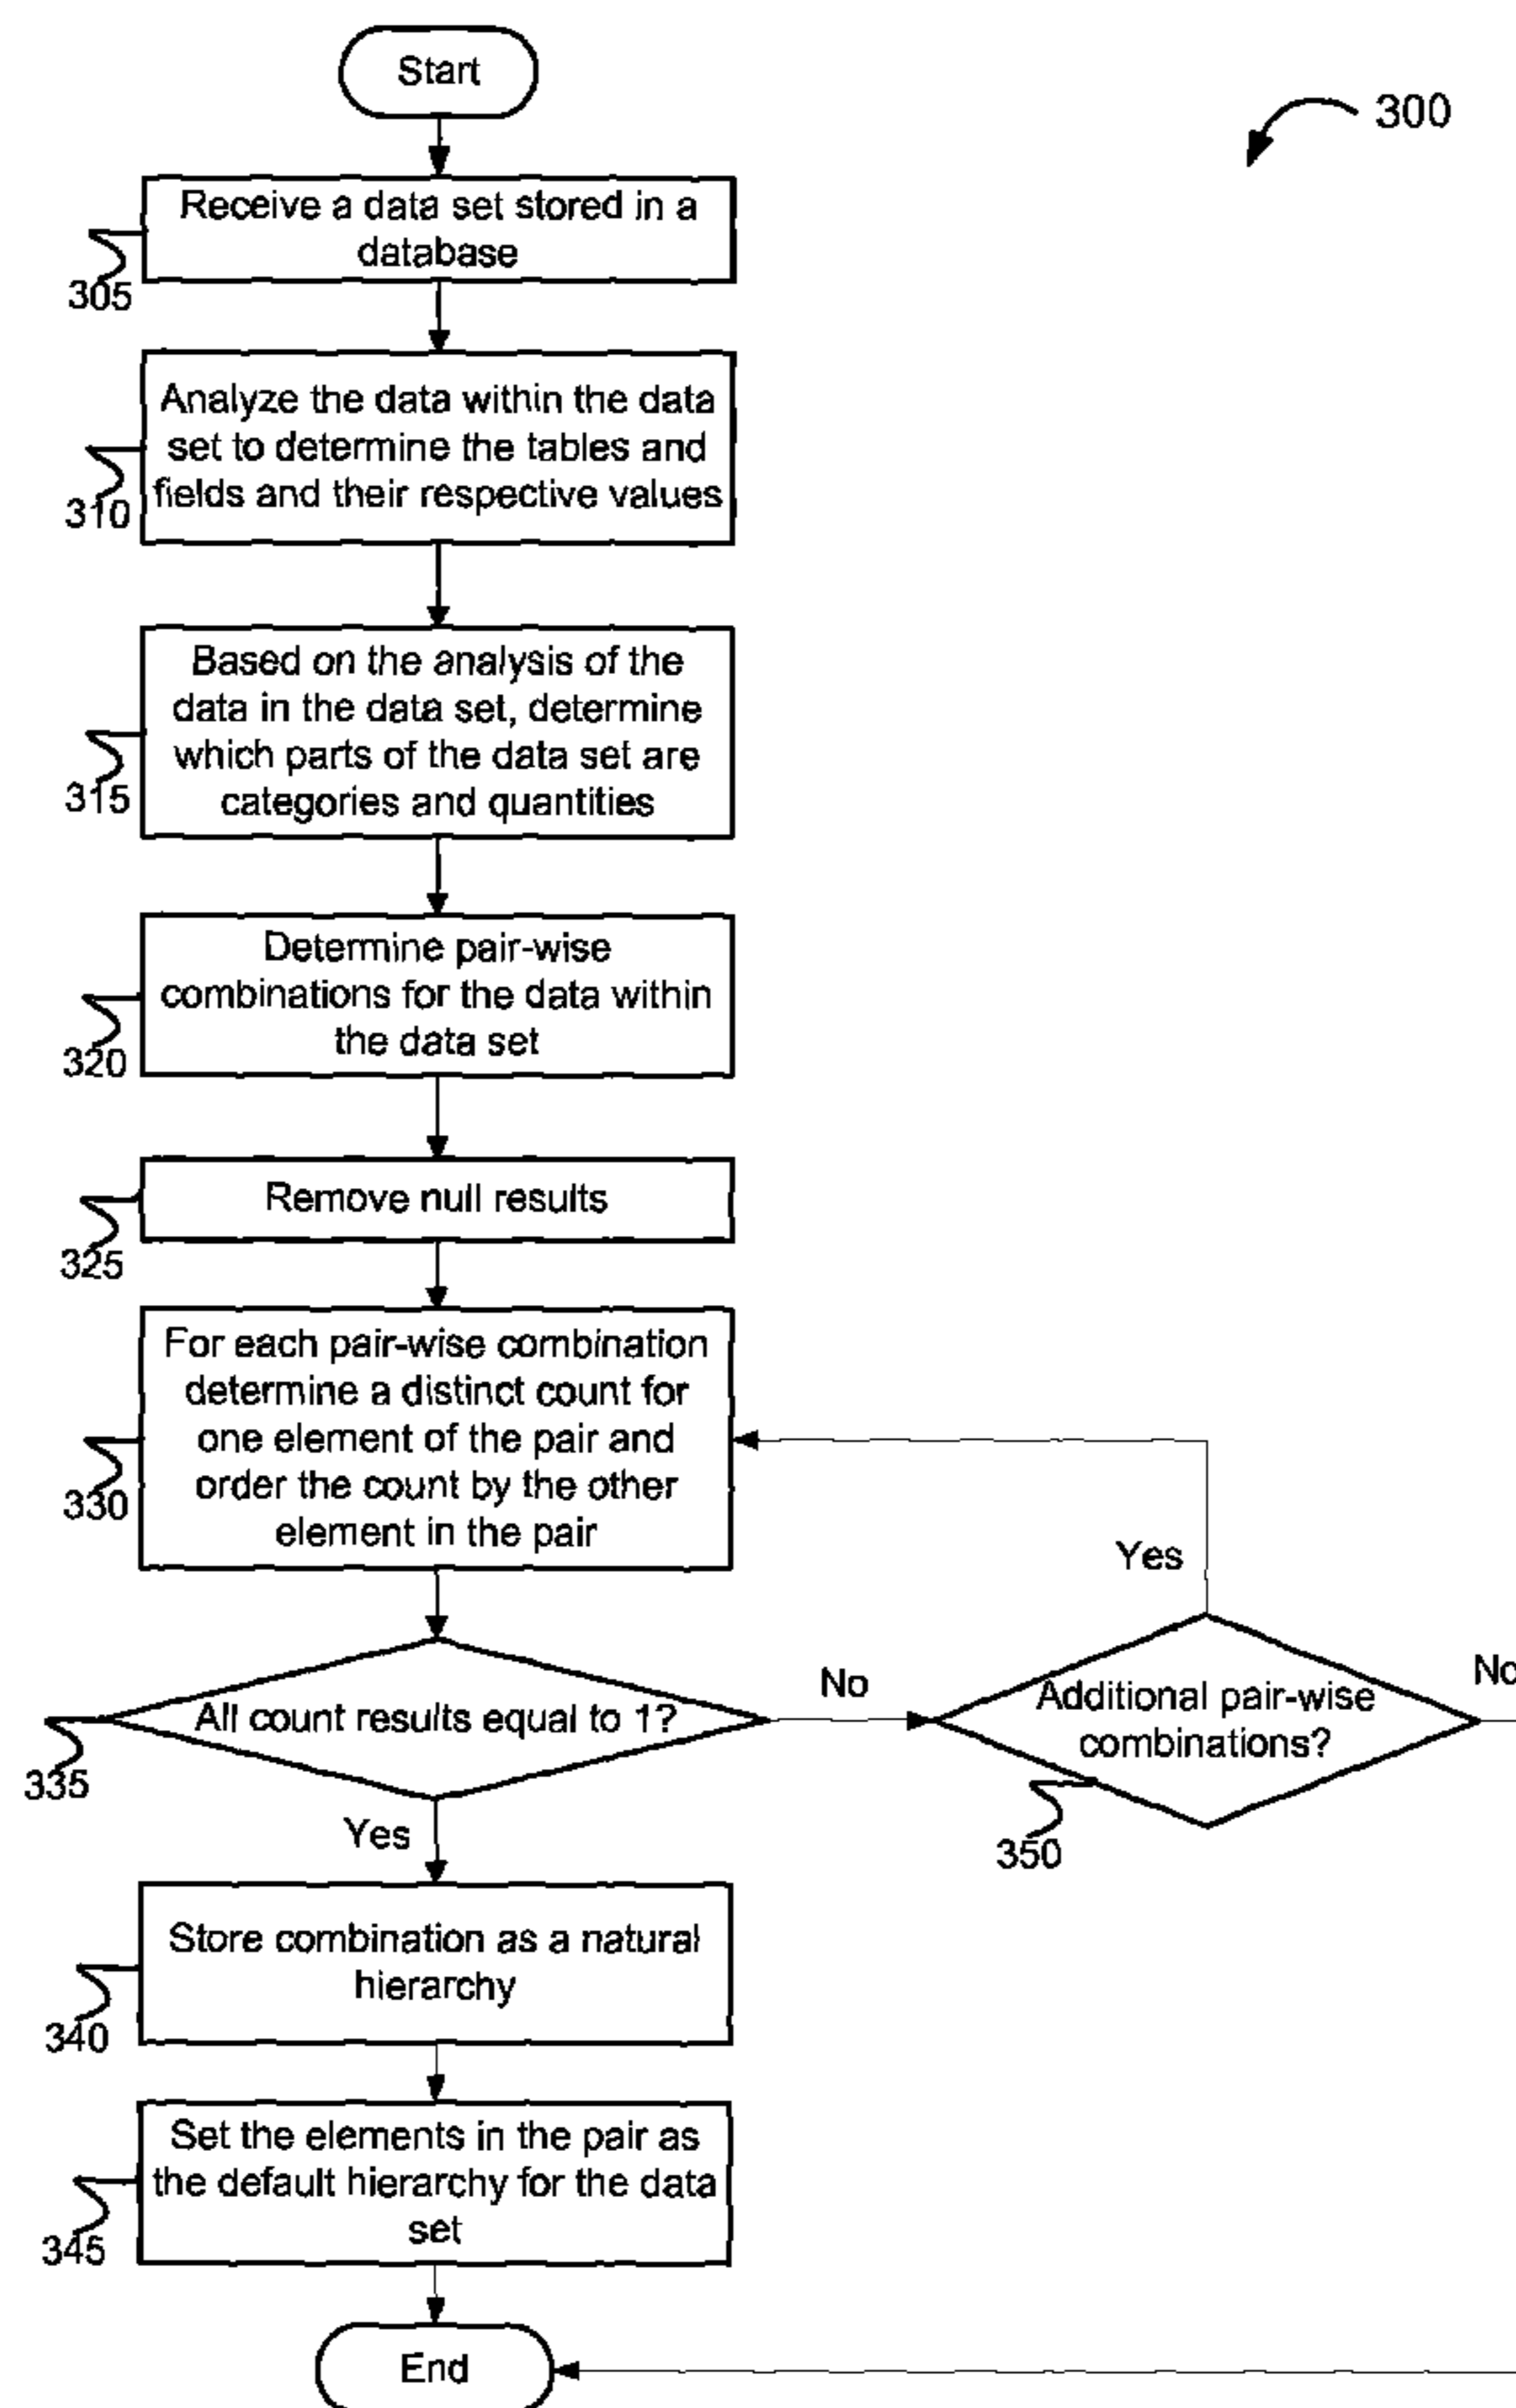 Start
300
Receive a data set stored in a
database
305
Analyze the data within the data
set to determine the tables and
fields and their respective values
310
Based on the analysis of the
data in the data set, determine
which parts of the data set are
categories and quantities
315
Determine pair-wise
combinations for the data within
the data set
320
Remove null results
325
For each pair-wise combination
determine a distinct count for
one element of the pair and
order the count by the other
element in the pair
330
Yes
All count results equal to 1?
335
No
Additional pair-wise
combinations?
350
No
Yes
Store combination as a natural
hierarchy
340
Set the elements in the pair as
the default hierarchy for the data
set
345
End